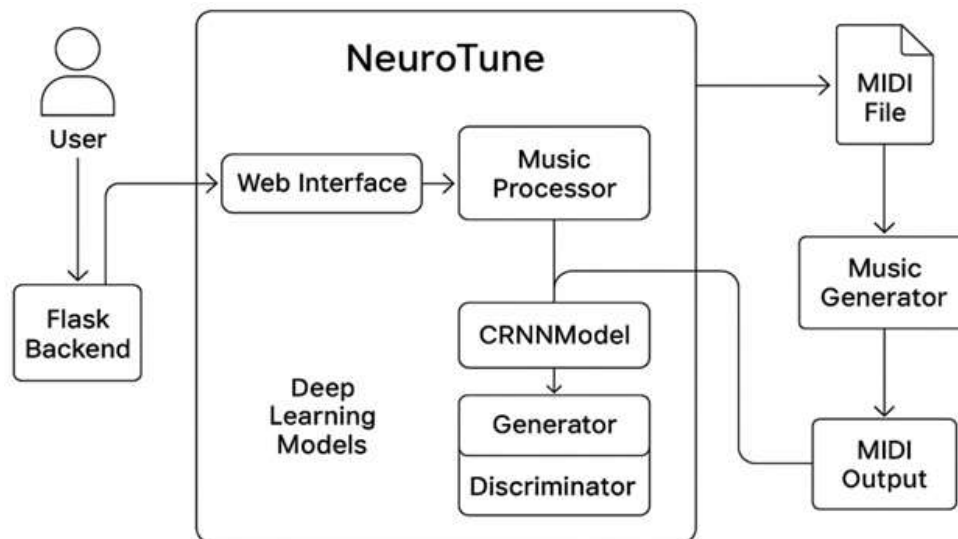 NeuroTune
User
Web Interface
Music
Processor
MIDI
File
Flask
Backend
Music
Generator
CRNNModel
Deep
Learning
Models
Generator
Discriminator
MIDI
Output